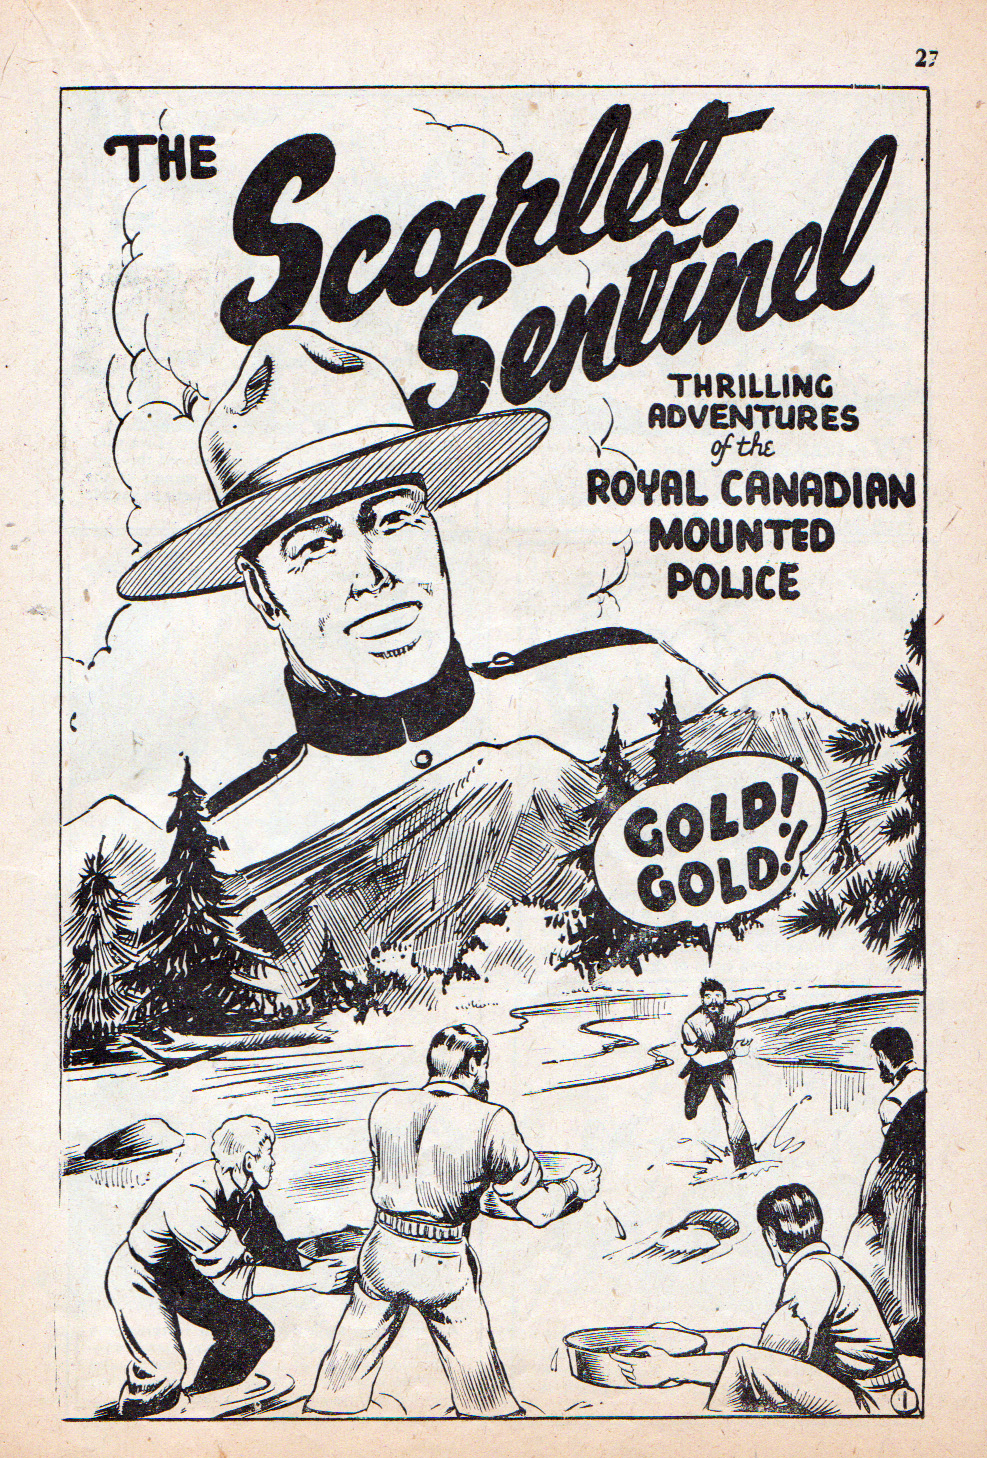 27
THE
Scarlet
Sentinel
THRILLING
ADVENTURES
of the
ROYAL CANADIAN
MOUNTED
POLICE
GOLD!
GOLD!!
1